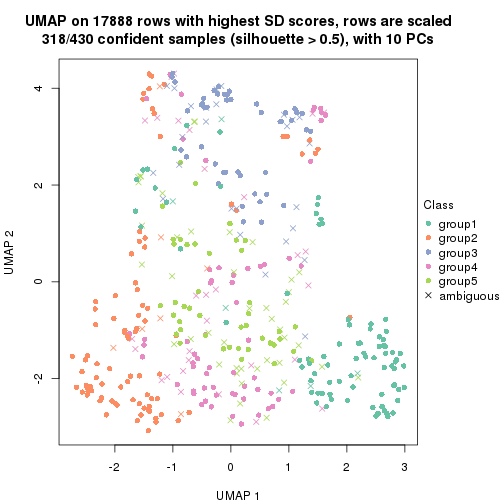 UMAP on 17888 rows with highest SD scores, rows are scaled
318/430 confident samples (silhouette > 0.5), with 10 PCs
4
2
0
-2
UMAP 2
-2
-1
0
1
2
3
UMAP 1
Class
group1
group2
group3
group4
group5
ambiguous